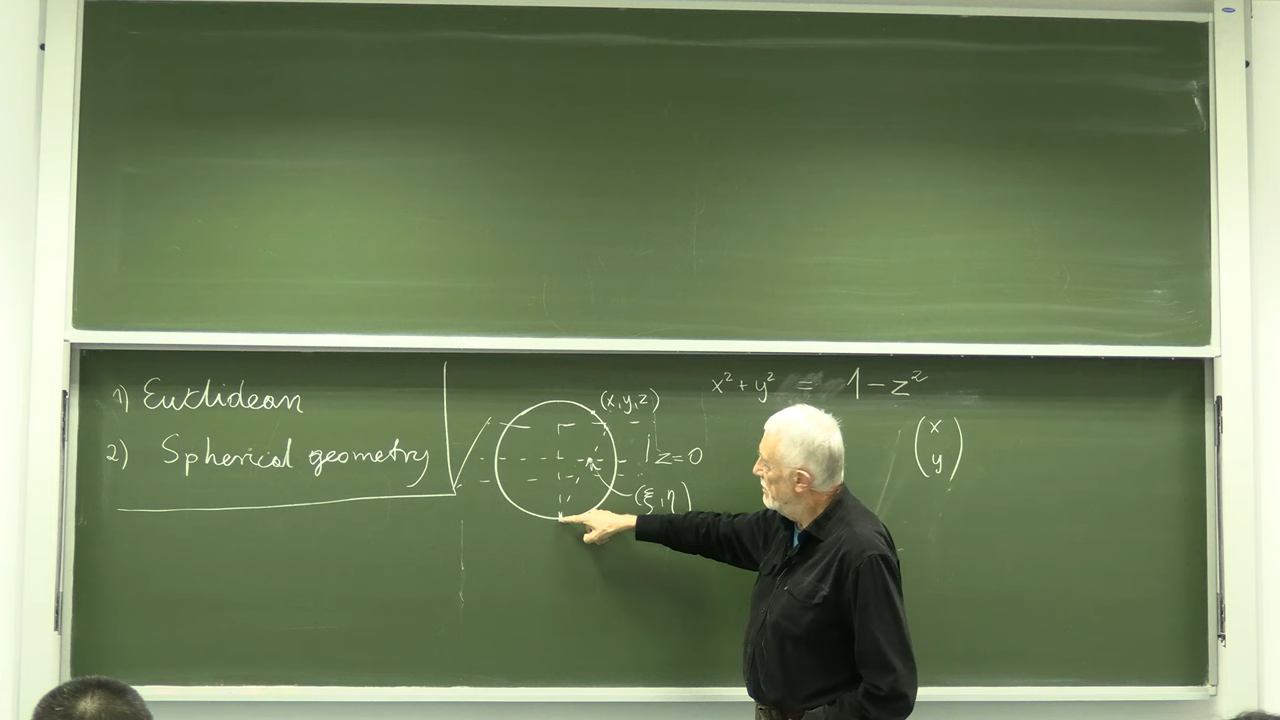 1) Euclidean
2) Spherical geometry
(x,y,z)
z=0
(ξ,η)
x²+y² = 1-z²
(x
y)